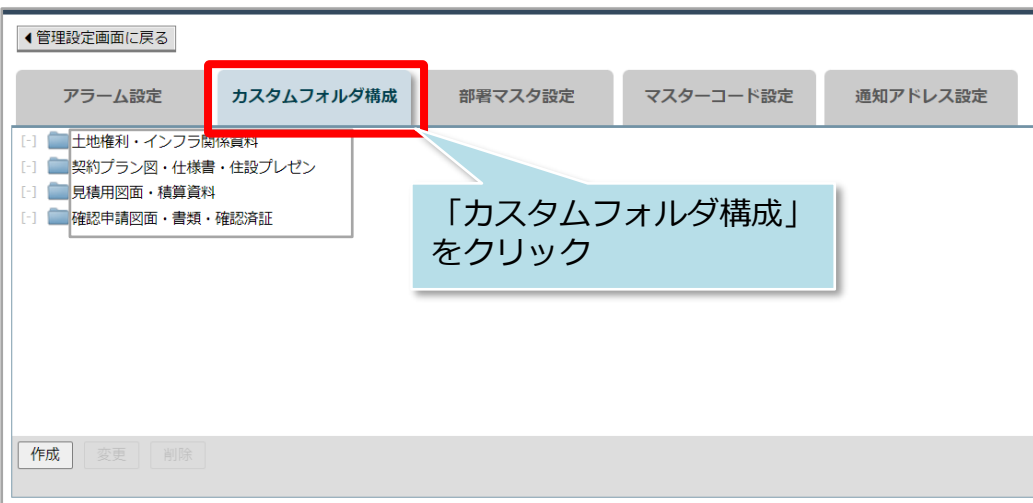 管理設定画面に戻る
アラーム設定 カスタムフォルダ構成 部署マスタ設定 マスターコード設定 通知アドレス設定
[-] 土地権利・インフラ関係資料
[-] 契約プラン図・仕様書・住設プレゼン
[-] 見積用図面・積算資料
[-] 確認申請図面・書類・確認済証
「カスタムフォルダ構成」
をクリック
作成 変更 削除